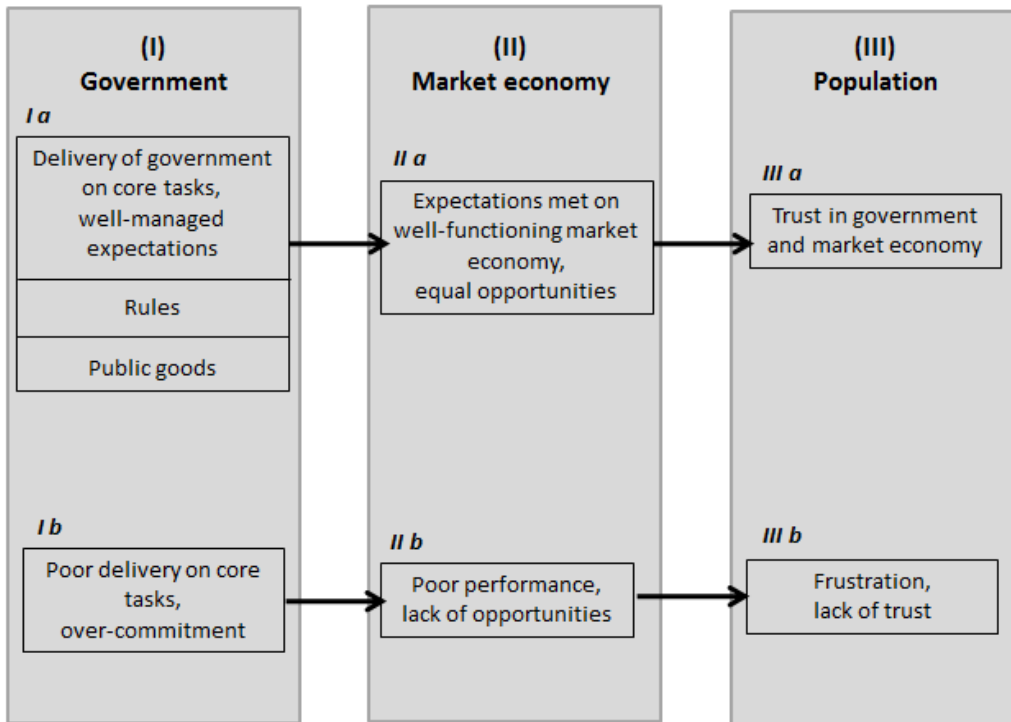 (I)
Government
I a
Delivery of government
on core tasks,
well-managed
expectations
Rules
Public goods
I b
Poor delivery on core
tasks,
over-commitment
(II)
Market economy
II a
Expectations met on
well-functioning market
economy,
equal opportunities
II b
Poor performance,
lack of opportunities
(III)
Population
III a
Trust in government
and market economy
III b
Frustration,
lack of trust